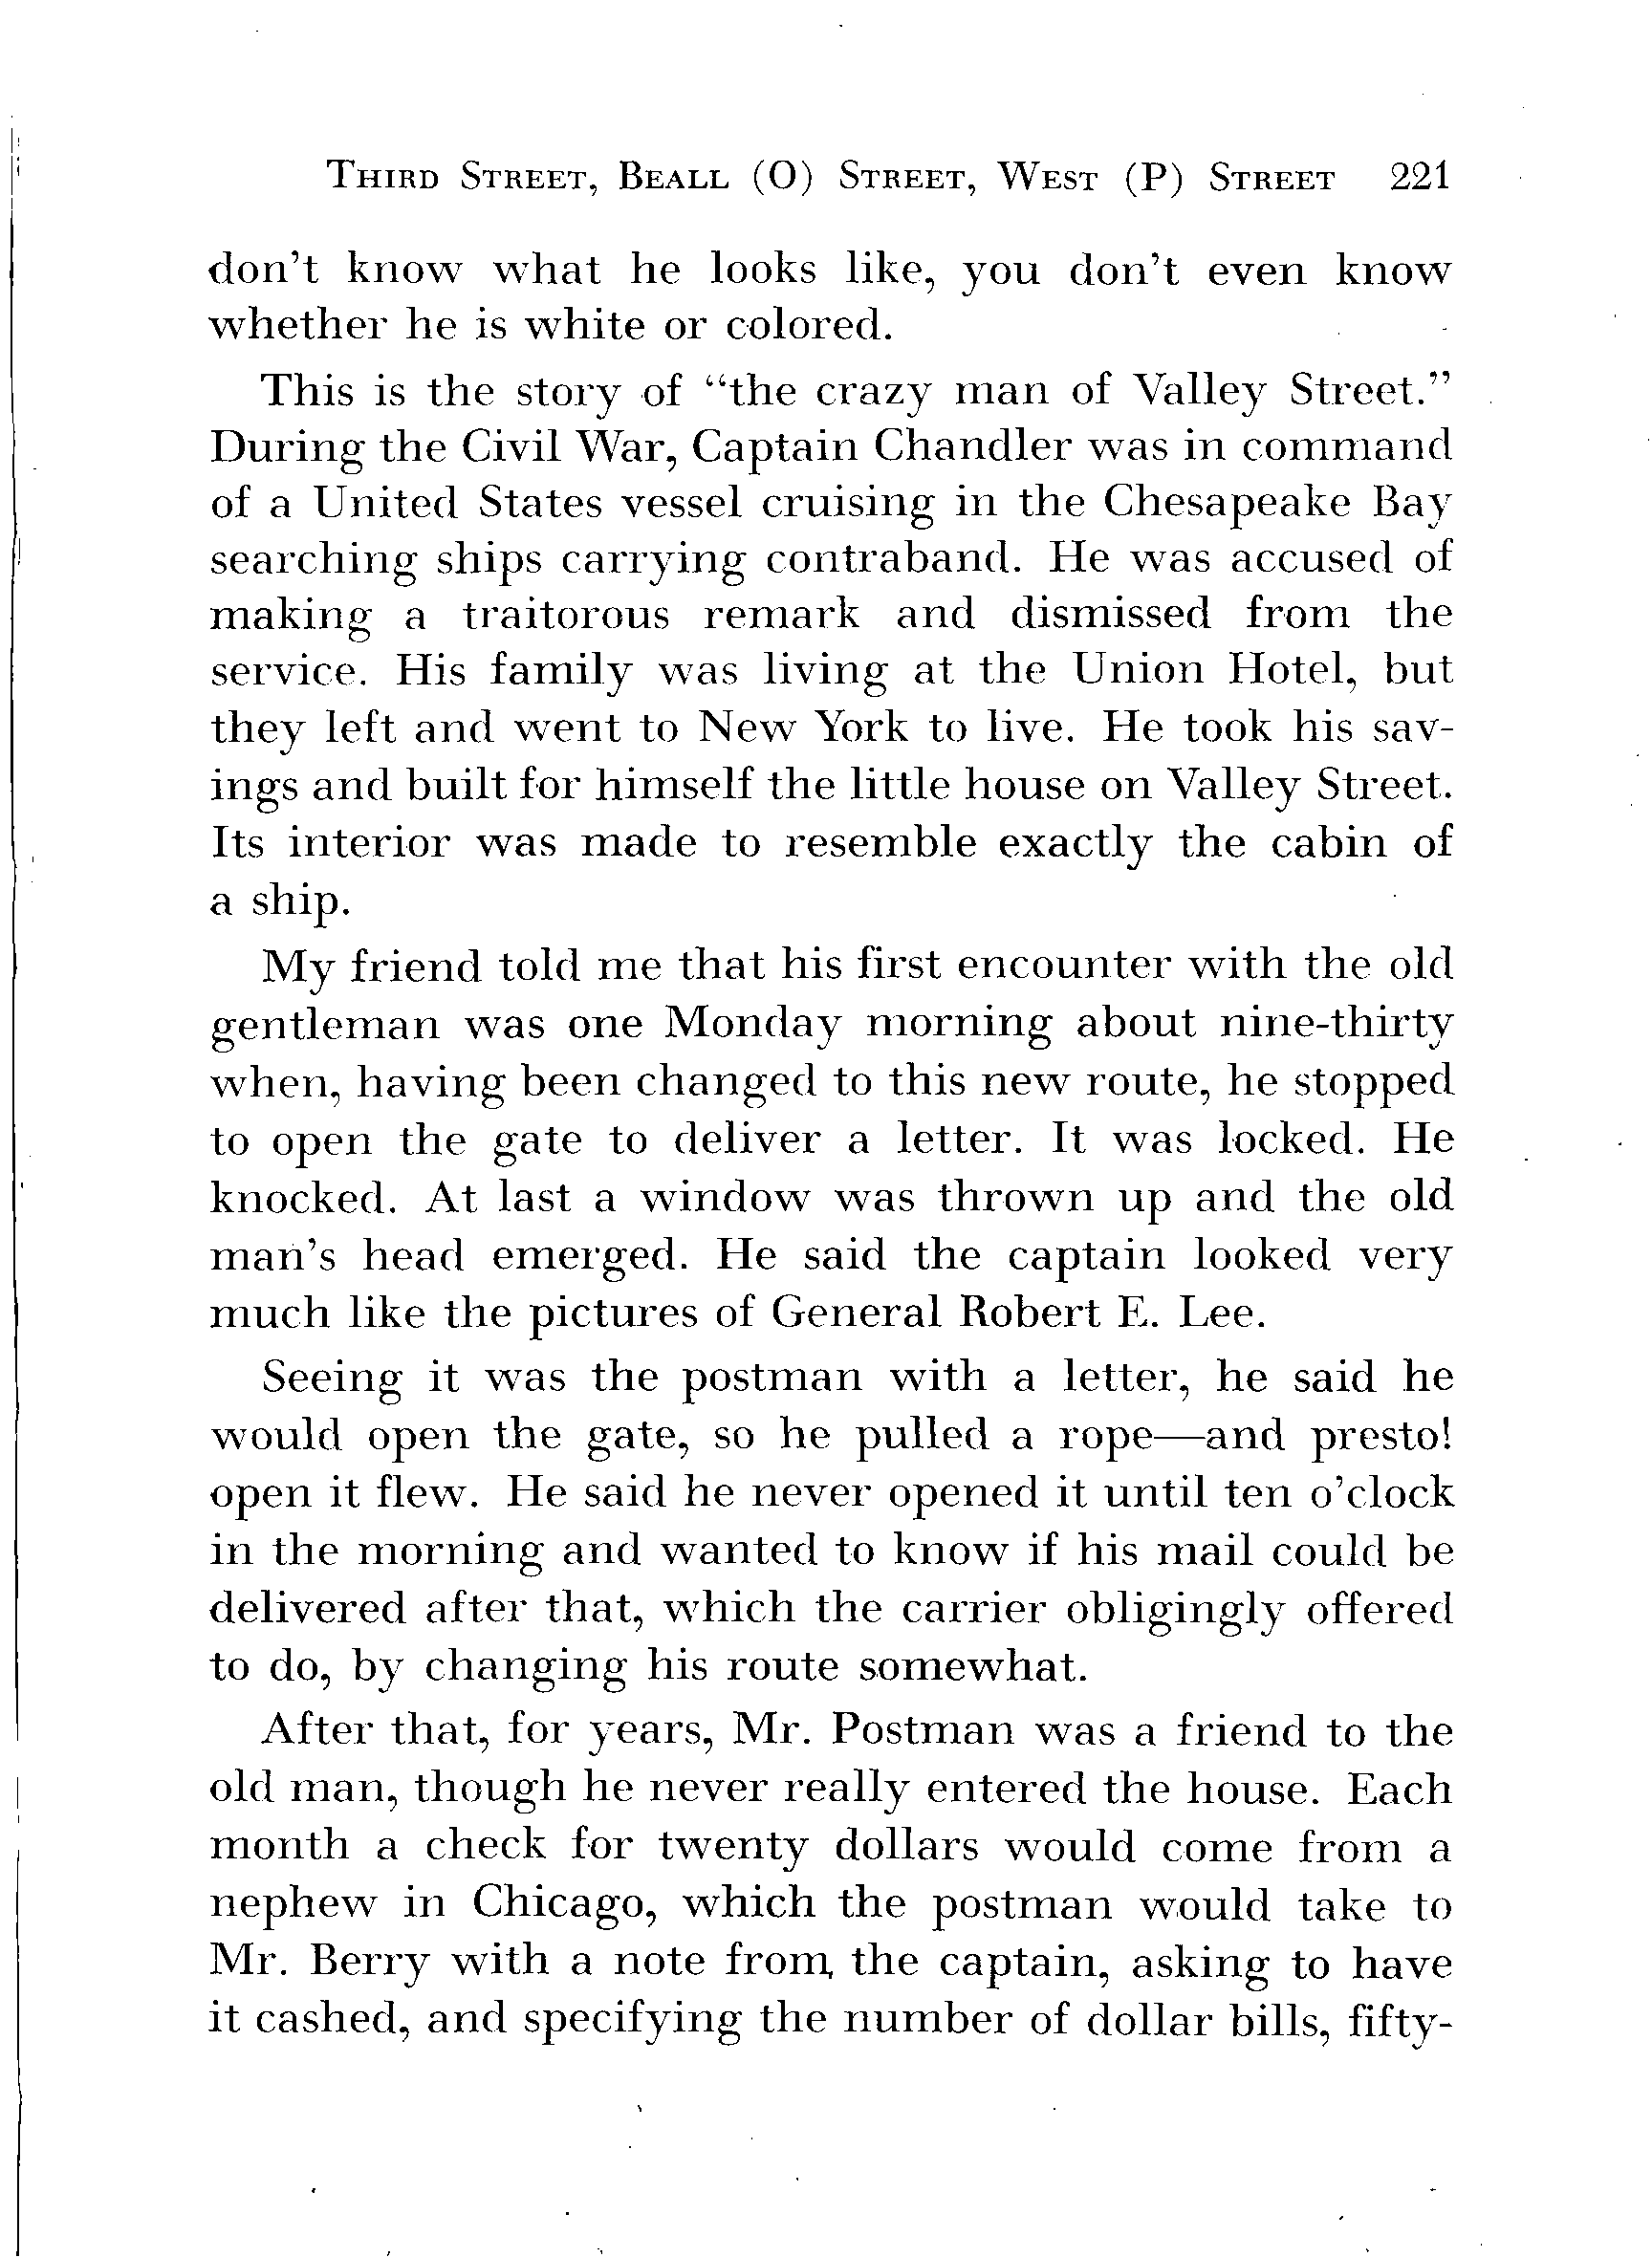 THIRD STREET, BEALL (O) STREET, WEST (P) STREET 221
don't know what he looks like, you don't even know
whether he is white or colored.
This is the story of "the crazy man of Valley Street."
During the Civil War, Captain Chandler was in command
of a United States vessel cruising in the Chesapeake Bay
searching ships carrying contraband. He was accused of
making a traitorous remark and dismissed from the
service. His family was living at the Union Hotel, but
they left and went to New York to live. He took his sav-
ings and built for himself the little house on Valley Street.
Its interior was made to resemble exactly the cabin of
a ship.
My friend told me that his first encounter with the old
gentleman was one Monday morning about nine-thirty
when, having been changed to this new route, he stopped
to open the gate to deliver a letter. It was locked. He
knocked. At last a window was thrown up and the old
man's head emerged. He said the captain looked very
much like the pictures of General Robert E. Lee.
Seeing it was the postman with a letter, he said he
would open the gate, so he pulled a rope—and presto!
open it flew. He said he never opened it until ten o'clock
in the morning and wanted to know if his mail could be
delivered after that, which the carrier obligingly offered
to do, by changing his route somewhat.
After that, for years, Mr. Postman was a friend to the
old man, though he never really entered the house. Each
month a check for twenty dollars would come from a
nephew in Chicago, which the postman would take to
Mr. Berry with a note from the captain, asking to have
it cashed, and specifying the number of dollar bills, fifty-